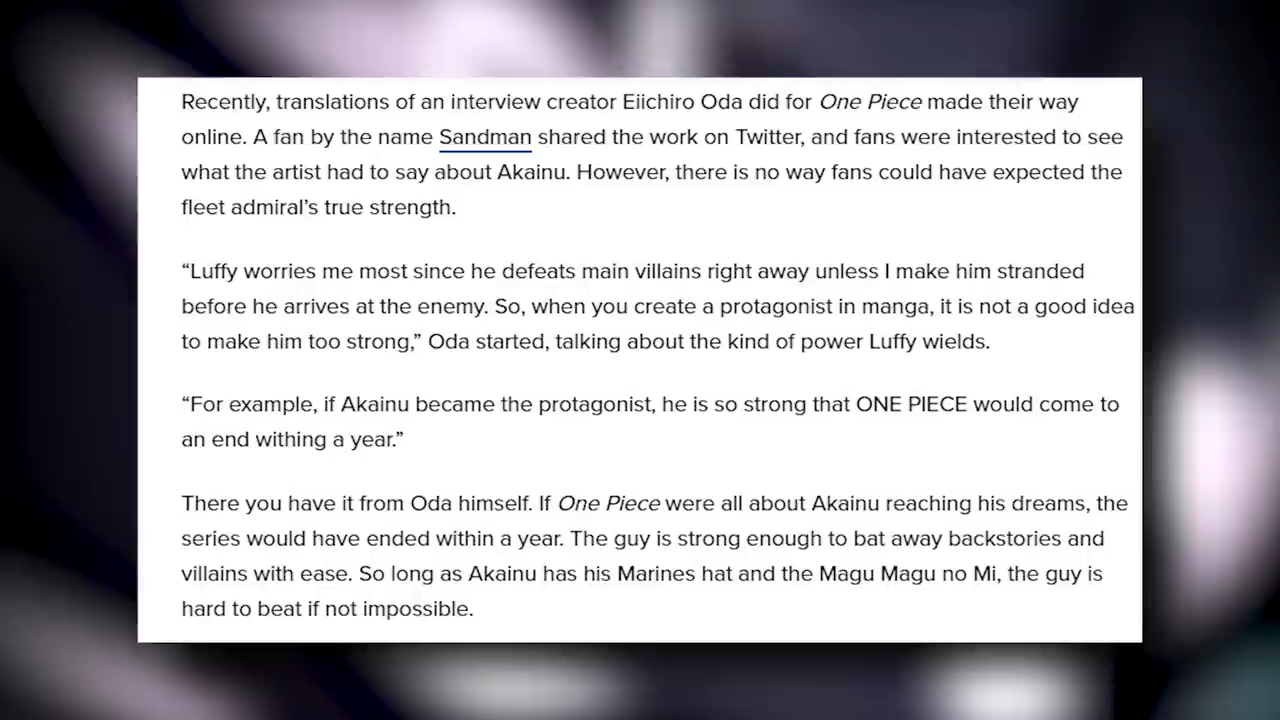 Recently, translations of an interview creator Eiichiro Oda did for One Piece made their way
online. A fan by the name Sandman shared the work on Twitter, and fans were interested to see
what the artist had to say about Akainu. However, there is no way fans could have expected the
fleet admiral’s true strength.
“Luffy worries me most since he defeats main villains right away unless I make him stranded
before he arrives at the enemy. So, when you create a protagonist in manga, it is not a good idea
to make him too strong,” Oda started, talking about the kind of power Luffy wields.
“For example, if Akainu became the protagonist, he is so strong that ONE PIECE would come to
an end withing a year.”
There you have it from Oda himself. If One Piece were all about Akainu reaching his dreams, the
series would have ended within a year. The guy is strong enough to bat away backstories and
villains with ease. So long as Akainu has his Marines hat and the Magu Magu no Mi, the guy is
hard to beat if not impossible.